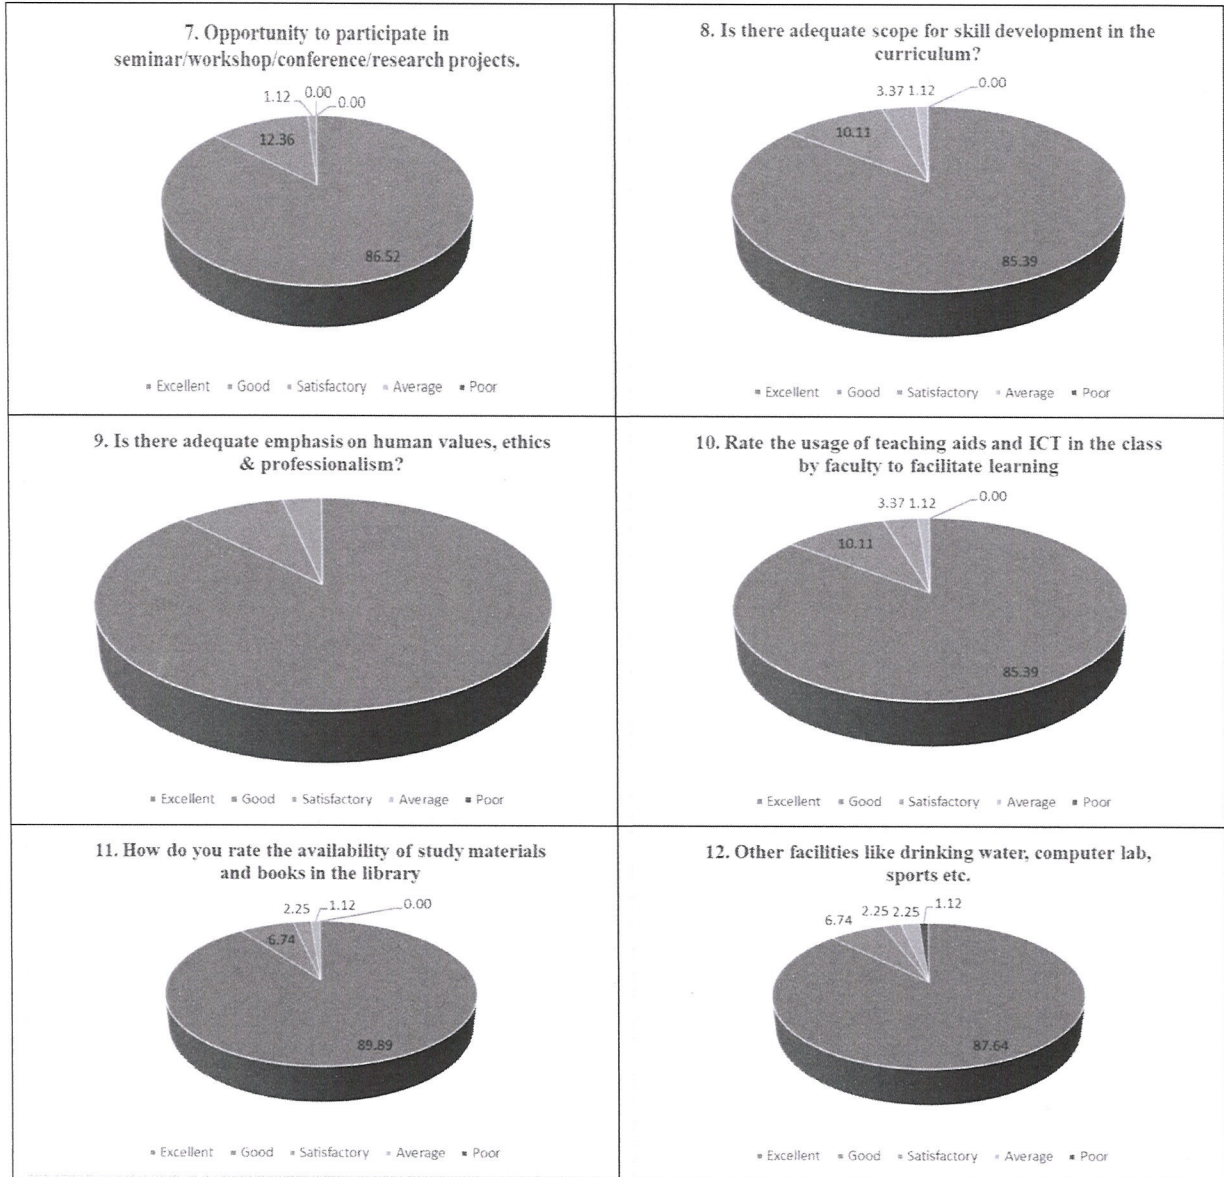 7. Opportunity to participate in
seminar/workshop/conference/research projects.
1.12 0.00
0.00
12.36
86.52
Excellent Good Satisfactory Average Poor
8. Is there adequate scope for skill development in the
curriculum?
3.37 1.12 0.00
10.11
85.39
Excellent Good Satisfactory Average Poor
9. Is there adequate emphasis on human values, ethics
& professionalism?
Excellent Good Satisfactory Average Poor
10. Rate the usage of teaching aids and ICT in the class
by faculty to facilitate learning
3.37 1.12 0.00
10.11
85.39
Excellent Good Satisfactory Average Poor
11. How do you rate the availability of study materials
and books in the library
2.25 1.12 0.00
6.74
89.89
Excellent Good Satisfactory Average Poor
12. Other facilities like drinking water, computer lab,
sports etc.
6.74 2.25 2.25 1.12
87.64
Excellent Good Satisfactory Average Poor